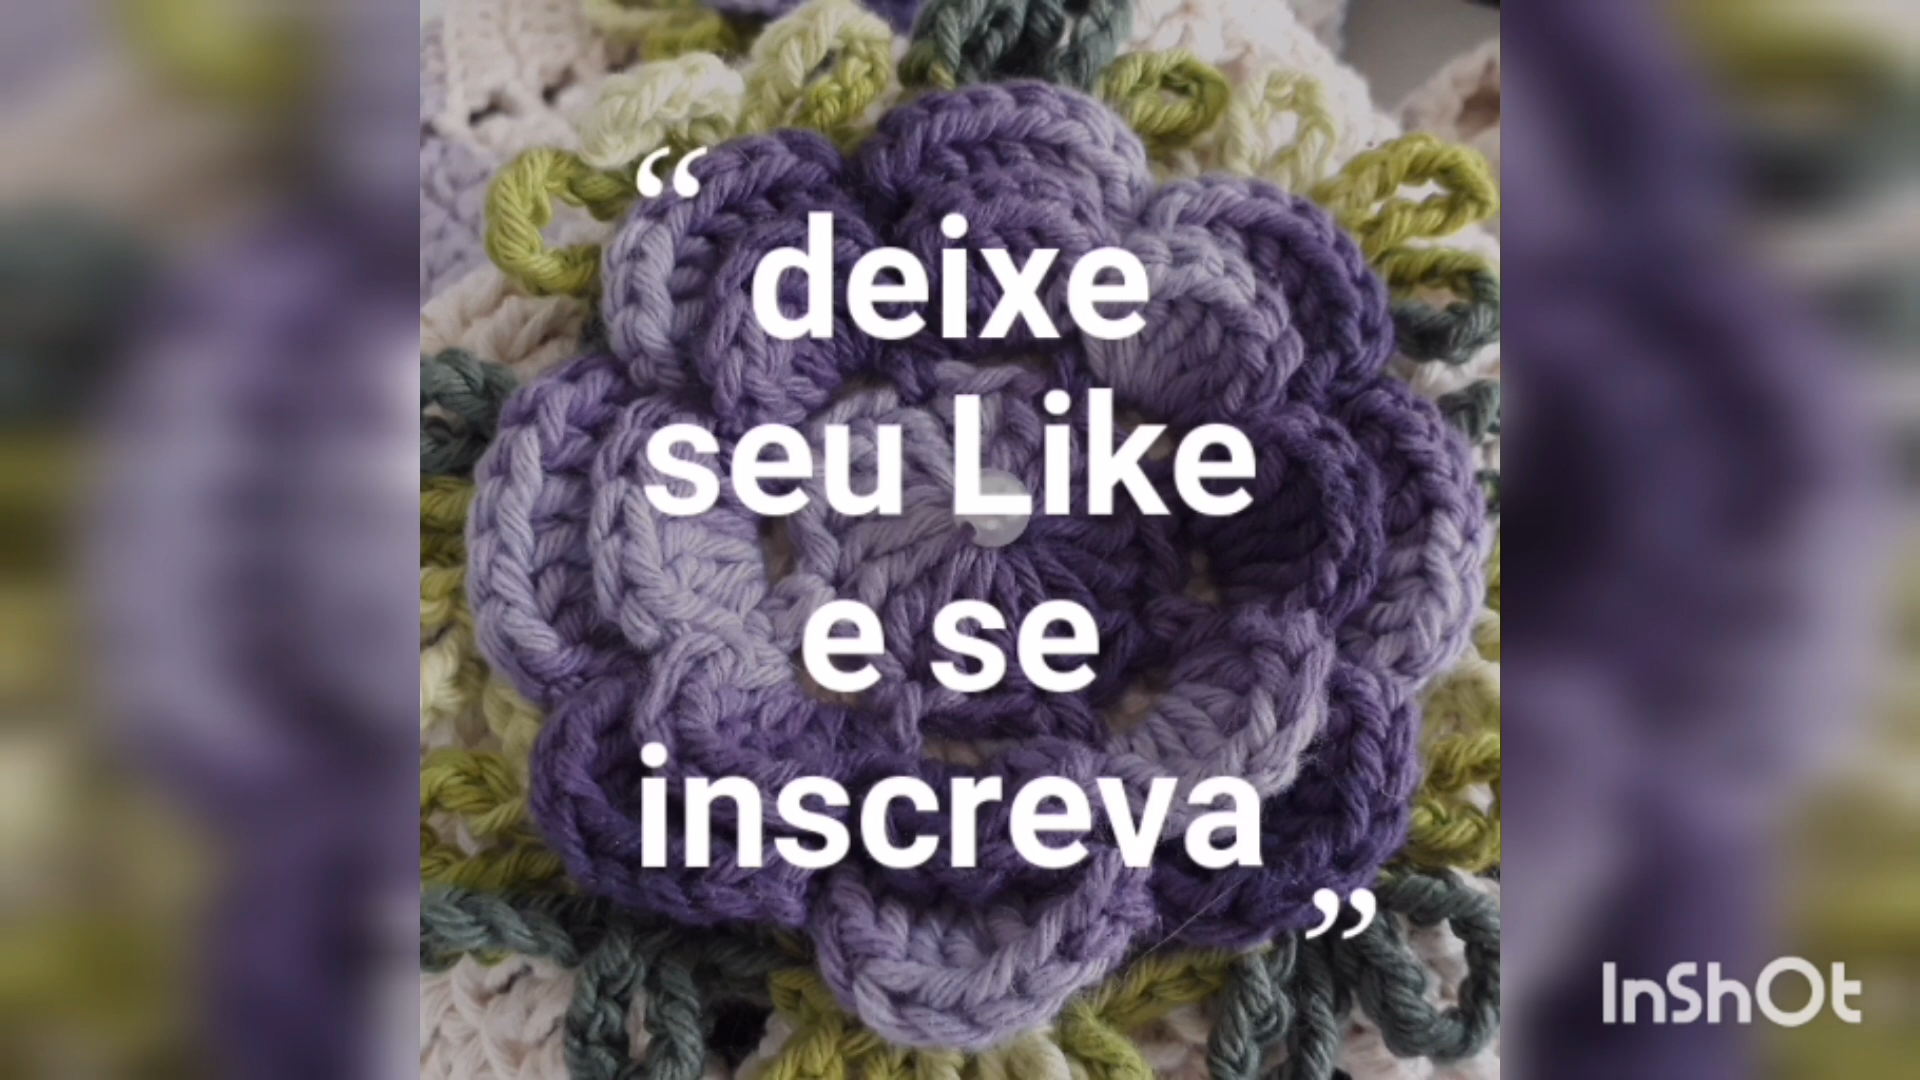 “
deixe
seu Like
e se
inscreva
”
InShOt